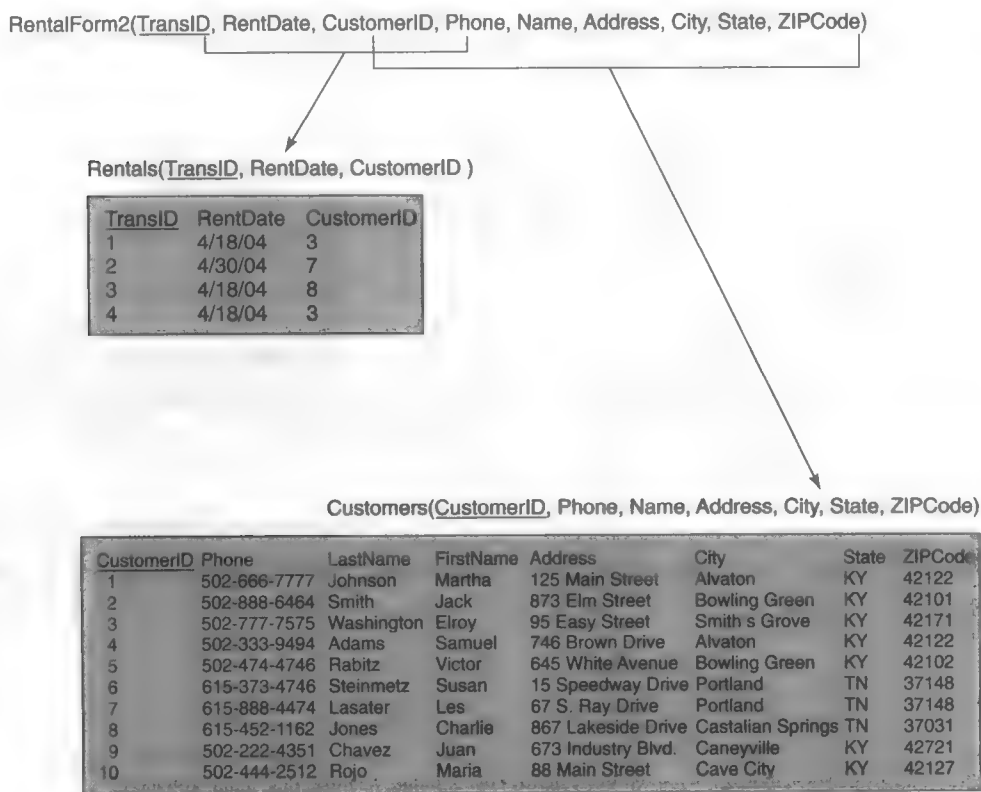 RentalForm2(TransID, RentDate, CustomerID, Phone, Name, Address, City, State, ZIPCode)
Rentals(TransID, RentDate, CustomerID )
TransID RentDate CustomerID
1 4/18/04 3
2 4/30/04 7
3 4/18/04 8
4 4/18/04 3
Customers(CustomerID, Phone, Name, Address, City, State, ZIPCode)
CustomerID Phone LastName FirstName Address City State ZIPCode
1 502-666-7777 Johnson Martha 125 Main Street Alvaton KY 42122
2 502-888-6464 Smith Jack 873 Elm Street Bowling Green KY 42101
3 502-777-7575 Washington Elroy 95 Easy Street Smith s Grove KY 42171
4 502-333-9494 Adams Samuel 746 Brown Drive Alvaton KY 42122
5 502-474-4746 Rabitz Victor 645 White Avenue Bowling Green KY 42102
6 615-373-4746 Steinmetz Susan 15 Speedway Drive Portland TN 37148
7 615-888-4474 Lasater Les 67 S. Ray Drive Portland TN 37148
8 615-452-1162 Jones Charlie 867 Lakeside Drive Castalian Springs TN 37031
9 502-222-4351 Chavez Juan 673 Industry Blvd. Caneyville KY 42721
10 502-444-2512 Rojo Maria 88 Main Street Cave City KY 42127